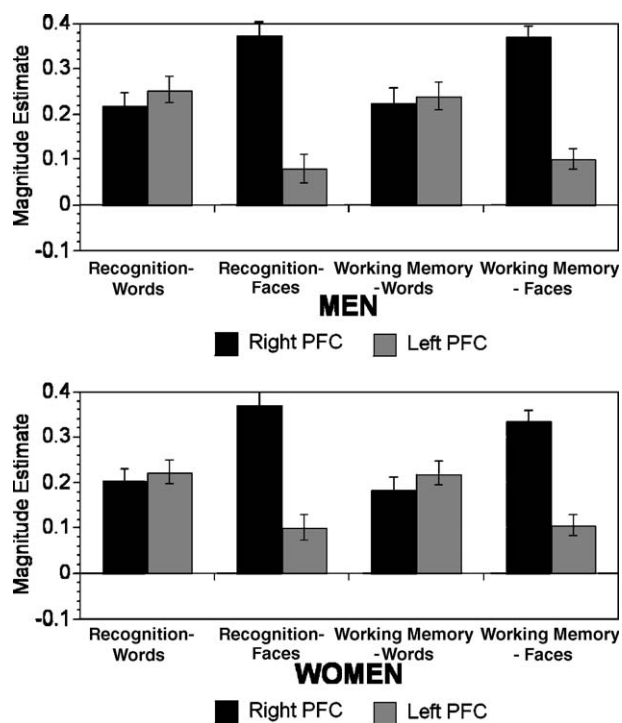 Magnitude Estimate
0.4
0.3
0.2
0.1
0
-0.1
Recognition-
Words
Recognition-
Faces
Working Memory
-Words
Working Memory
- Faces
MEN
Right PFC Left PFC
Magnitude Estimate
0.4
0.3
0.2
0.1
0
-0.1
Recognition-
Words
Recognition-
Faces
Working Memory
-Words
Working Memory
- Faces
WOMEN
Right PFC Left PFC